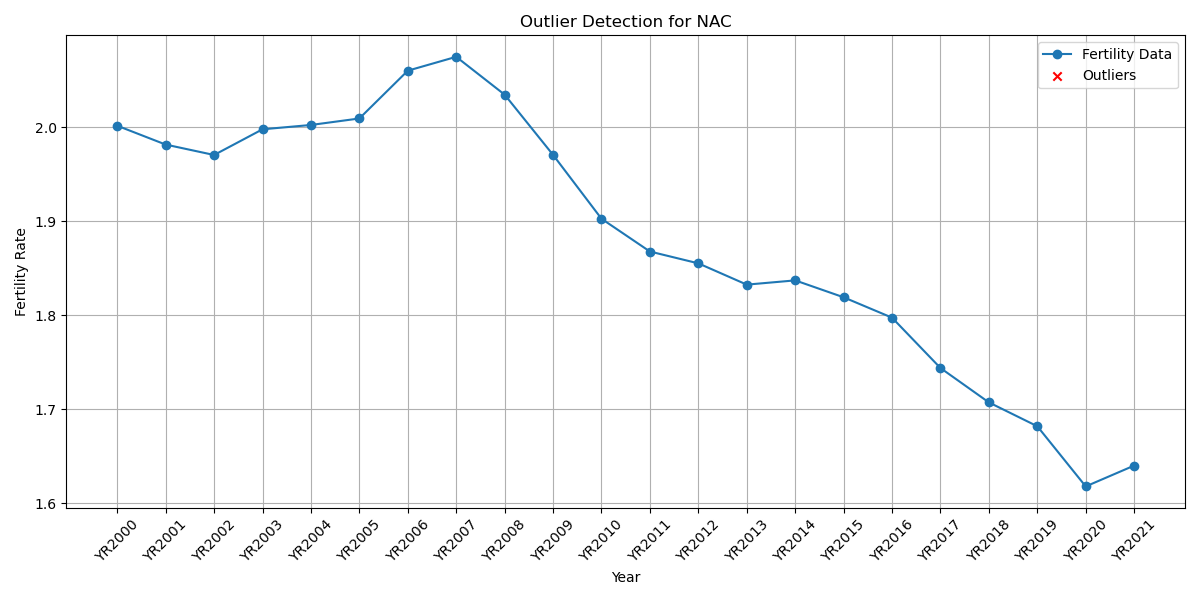 Outlier Detection for NAC
Fertility Data
Outliers
Fertility Rate
2.0
1.9
1.8
1.7
1.6
YR2000
YR2001
YR2002
YR2003
YR2004
YR2005
YR2006
YR2007
YR2008
YR2009
YR2010
YR2011
YR2012
YR2013
YR2014
YR2015
YR2016
YR2017
YR2018
YR2019
YR2020
YR2021
Year